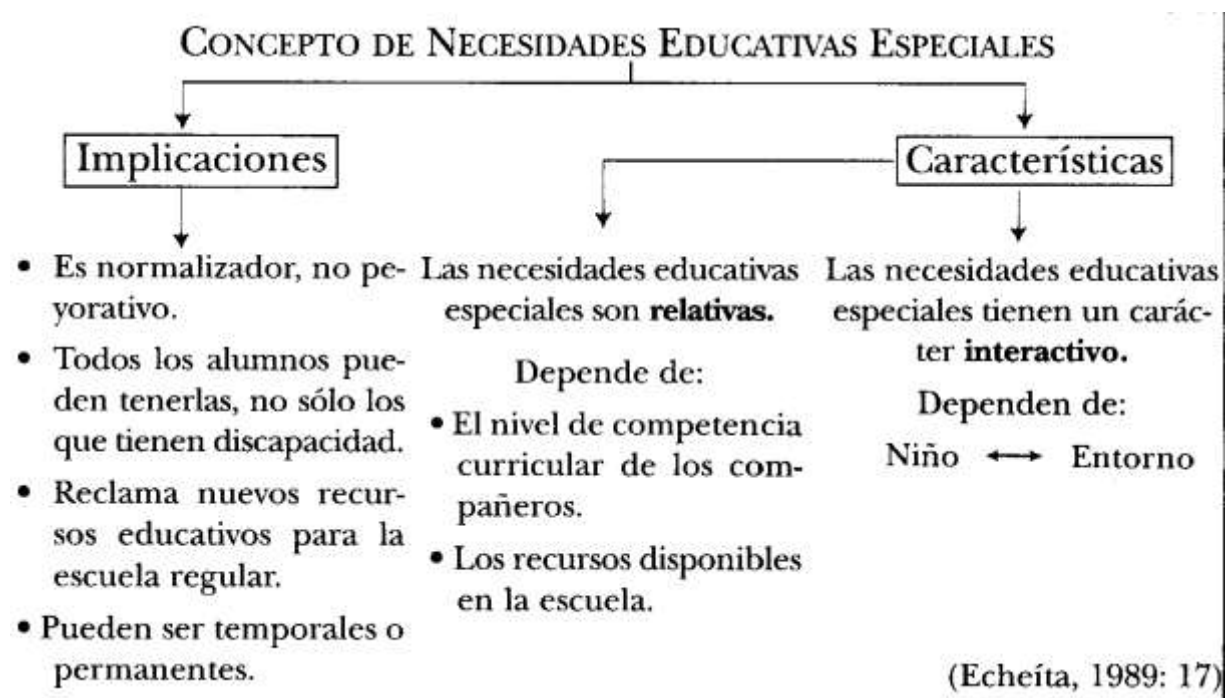 CONCEPTO DE NECESIDADES EDUCATIVAS ESPECIALES
Implicaciones
• Es normalizador, no pe-
yorativo.
• Todos los alumnos pue-
den tenerlas, no sólo los
que tienen discapacidad.
• Reclama nuevos recur-
sos educativos para la
escuela regular.
• Pueden ser temporales o
permanentes.
Características
Las necesidades educativas
especiales son relativas.
Depende de:
• El nivel de competencia
curricular de los com-
pañeros.
• Los recursos disponibles
en la escuela.
Las necesidades educativas
especiales tienen un carác-
ter interactivo.
Dependen de:
Niño ↔ Entorno
(Echeíta, 1989: 17)